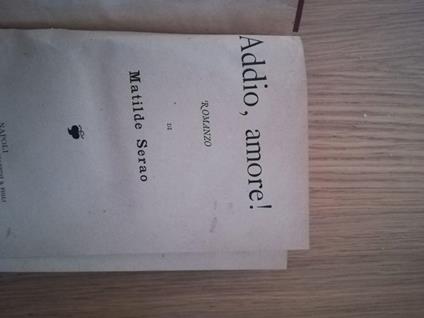 Addio, amore!
ROMANZO
DI
Matilde Serao
NAPOLI